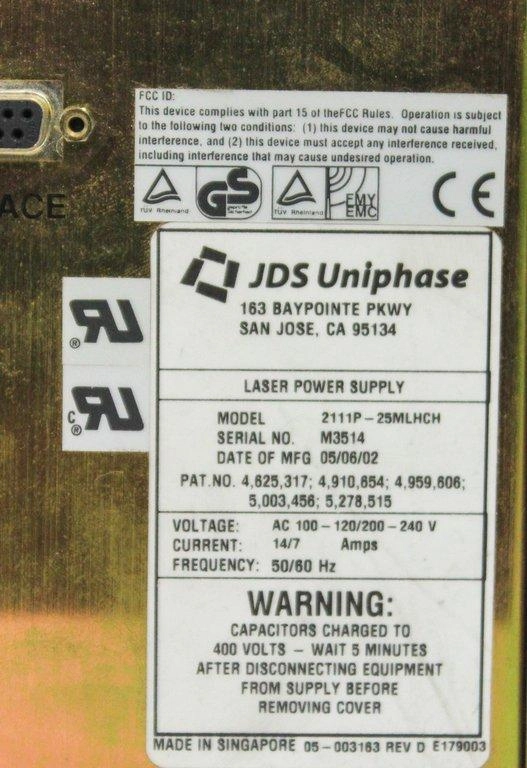 FCC ID:
This device complies with part 15 of theFCC Rules. Operation is subject
to the following two conditions: (1) this device may not cause harmful
interference, and (2) this device must accept any interference received,
including interference that may cause undesired operation.
TÜV Rheinland
GS
geprüfte Sicherheit
TÜV Rheinland
EMV
EMC
CE
ACE
JDS Uniphase
163 BAYPOINTE PKWY
SAN JOSE, CA 95134
RU
®
c RU
®
LASER POWER SUPPLY
MODEL 2111P-25MLHCH
SERIAL NO. M3514
DATE OF MFG 05/06/02
PAT.NO. 4,625,317; 4,910,654; 4,959,606;
5,003,456; 5,278,515
VOLTAGE: AC 100-120/200-240 V
CURRENT: 14/7 Amps
FREQUENCY: 50/60 Hz
WARNING:
CAPACITORS CHARGED TO
400 VOLTS - WAIT 5 MINUTES
AFTER DISCONNECTING EQUIPMENT
FROM SUPPLY BEFORE
REMOVING COVER
MADE IN SINGAPORE 05-003163 REV D E179003